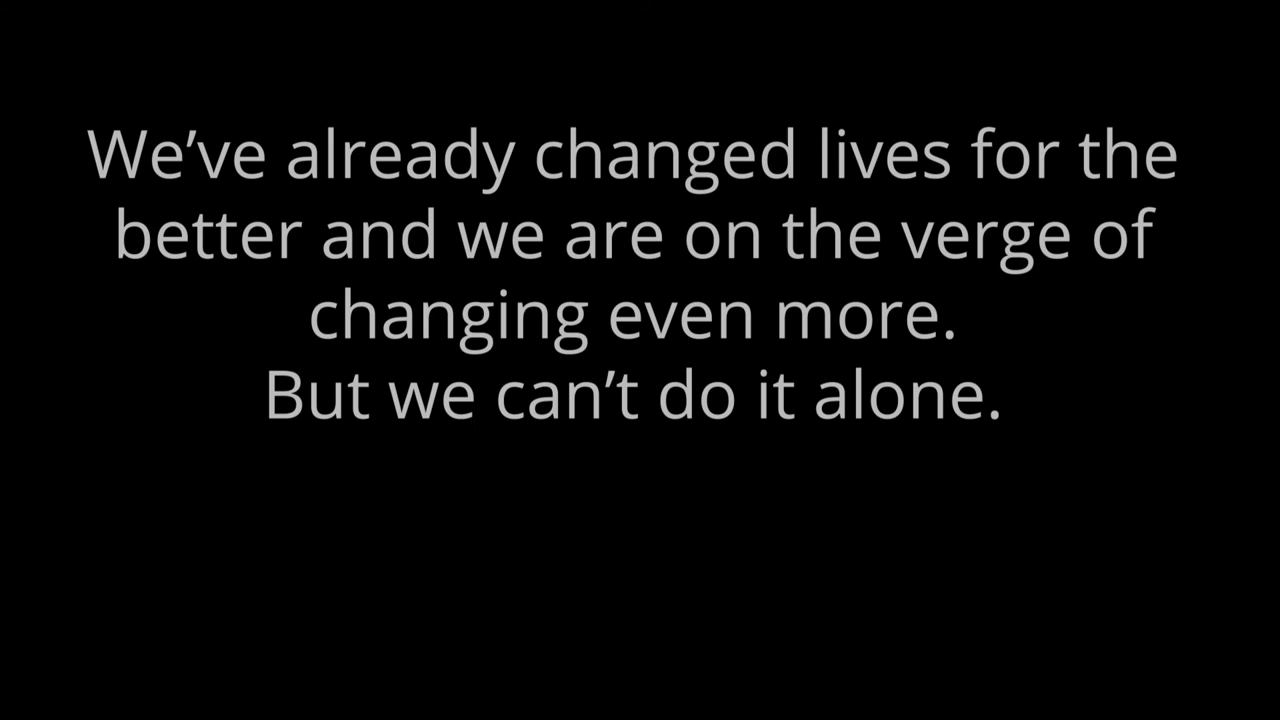 We’ve already changed lives for the
better and we are on the verge of
changing even more.
But we can’t do it alone.